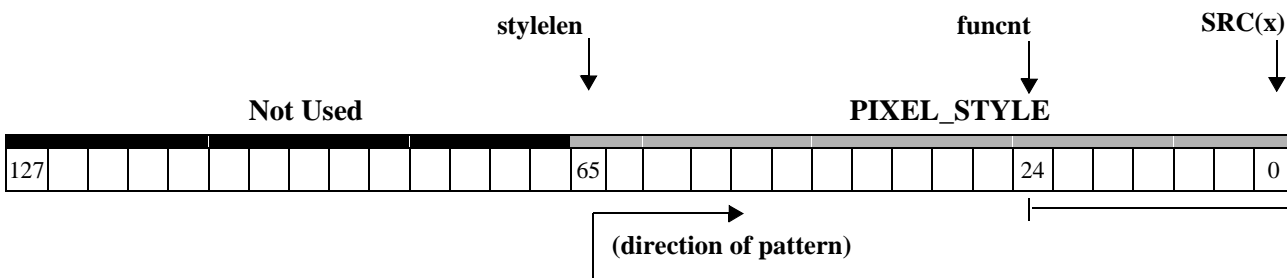 stylelen funcnt SRC(x)
Not Used PIXEL_STYLE
127 65 24 0
(direction of pattern)